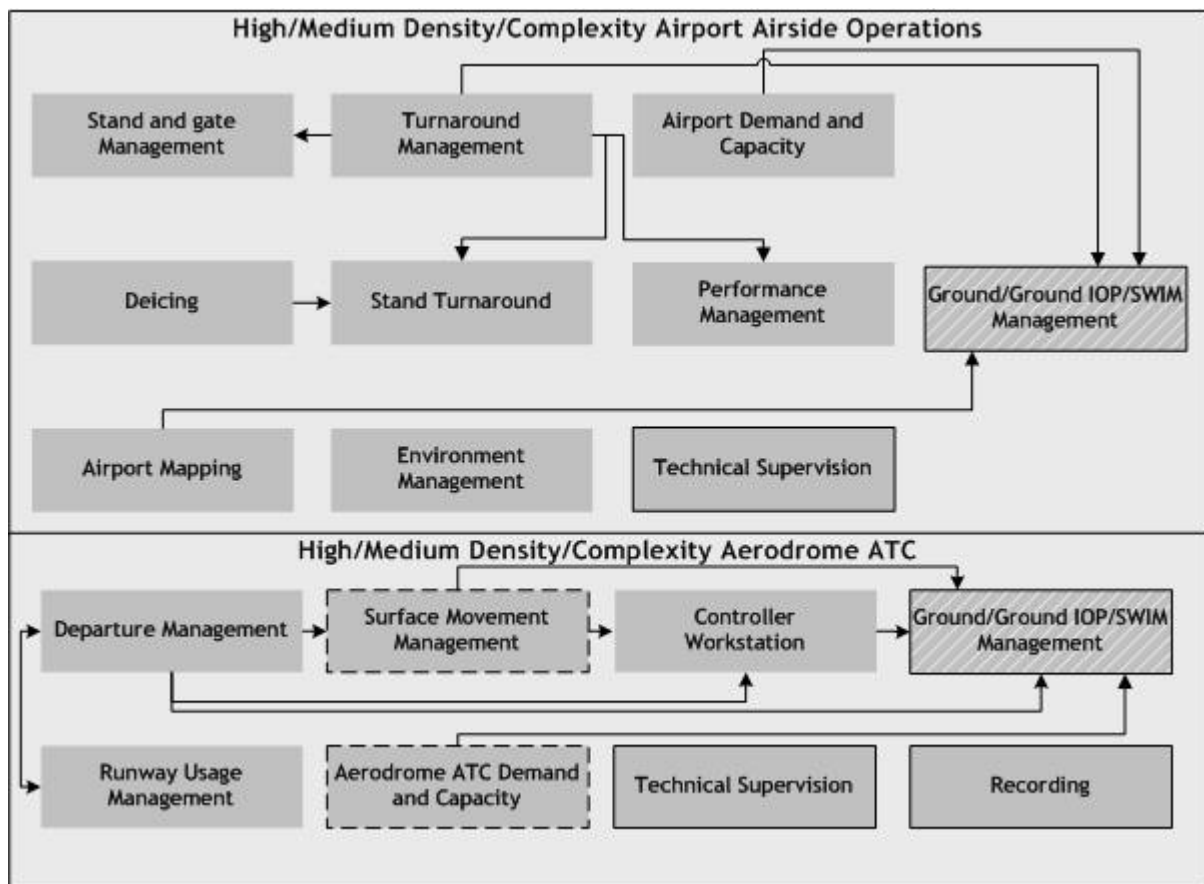 High/Medium Density/Complexity Airport Airside Operations
Stand and gate
Management
Turnaround
Management
Airport Demand and
Capacity
Deicing
Stand Turnaround
Performance
Management
Ground/Ground IOP/SWIM
Management
Airport Mapping
Environment
Management
Technical Supervision
High/Medium Density/Complexity Aerodrome ATC
Departure Management
Surface Movement
Management
Controller
Workstation
Ground/Ground IOP/SWIM
Management
Runway Usage
Management
Aerodrome ATC Demand
and Capacity
Technical Supervision
Recording